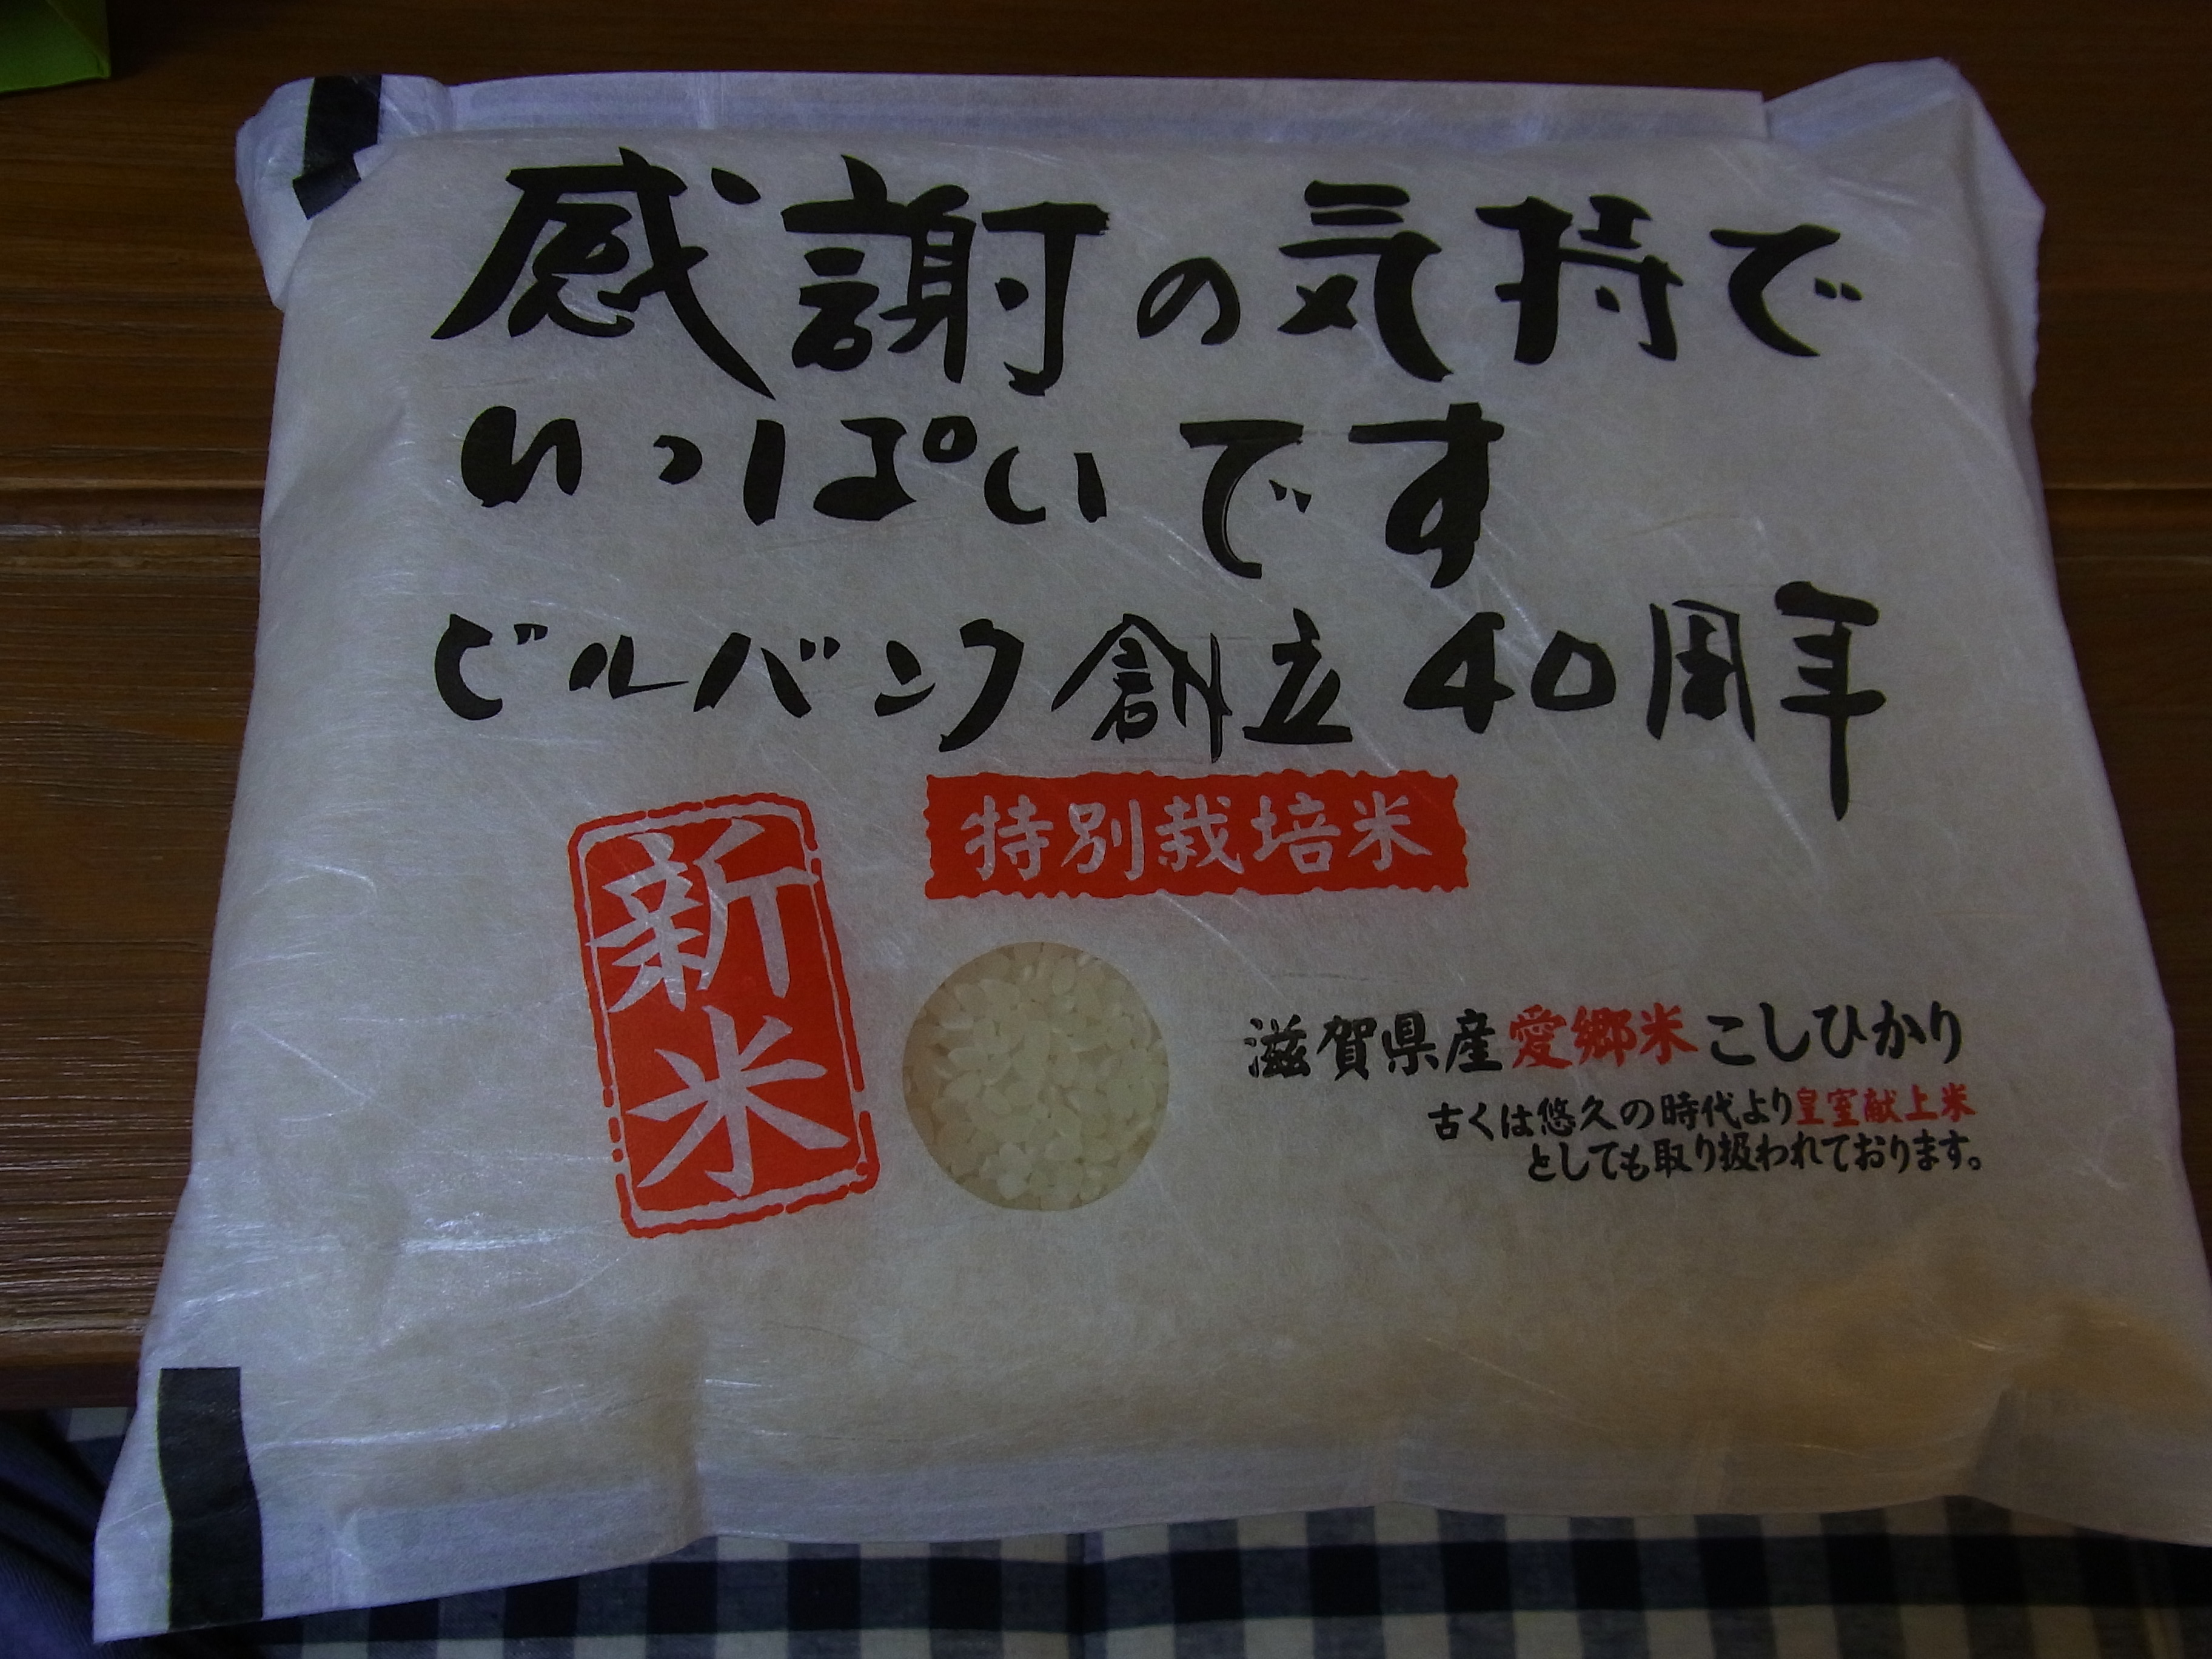 感謝の気持で
いっぱいです
ビルバンク創立40周年
特別栽培米
新米
滋賀県産愛郷米こしひかり
古くは悠久の時代より皇室献上米
としても取り扱われております。